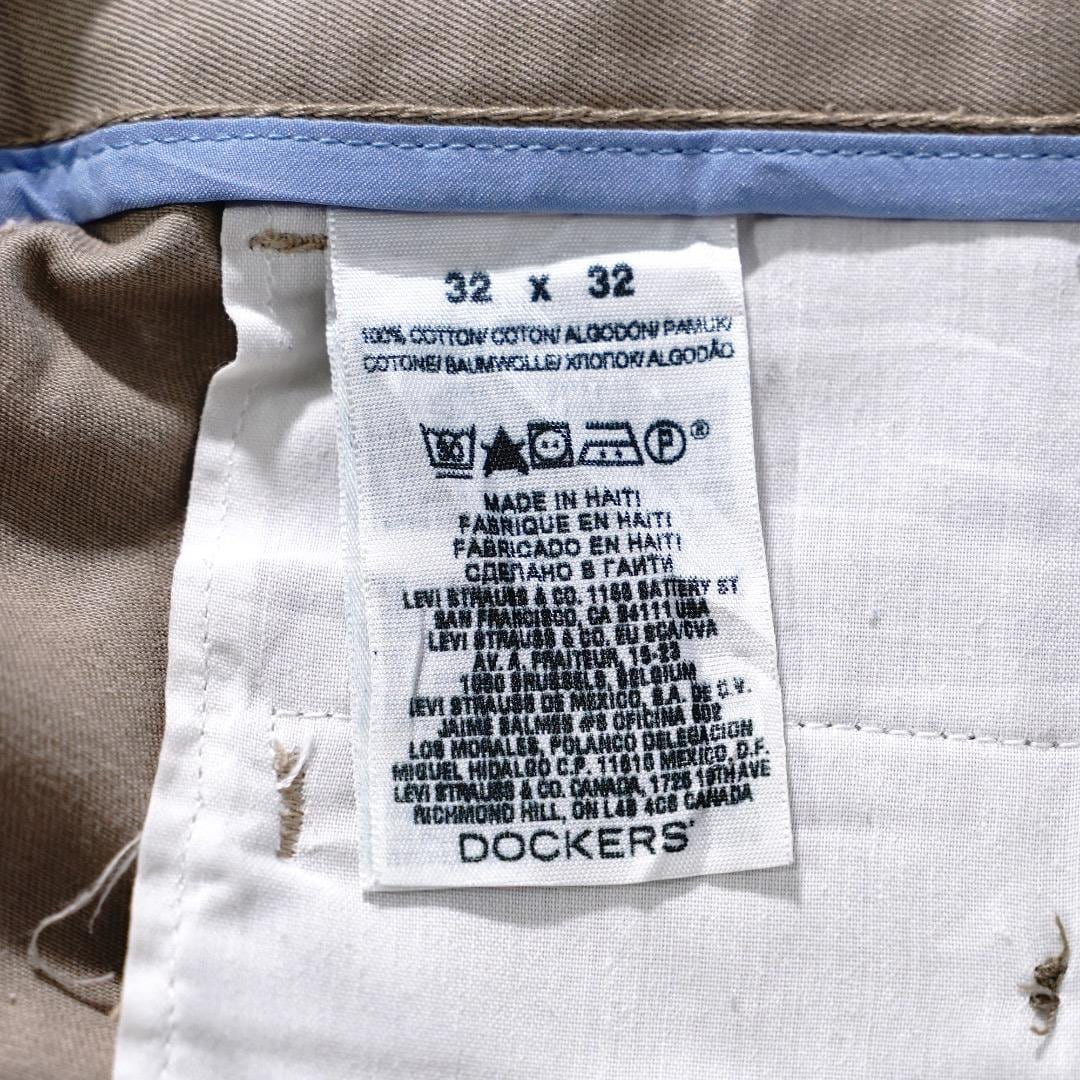 32 x 32
100% COTTON/ COTON/ ALGODÓN/ PAMUK/
COTONE/ BAUMWOLLE/ ХЛОПОК/ ALGODÃO
P ®
MADE IN HAITI
FABRIQUE EN HAITI
FABRICADO EN HAITI
СДЕЛАНО В ГАИТИ
LEVI STRAUSS & CO. 1155 BATTERY ST
SAN FRANCISCO, CA 94111 USA
LEVI STRAUSS & CO. EU SCA/CVA
AV. A. FRAITEUR, 15-23
1050 BRUSSELS, BELGIUM
LEVI STRAUSS DE MEXICO, S.A. DE C.V.
JAIME BALMES #8 OFICINA 602
LOS MORALES, POLANCO DELEGACION
MIGUEL HIDALGO C.P. 11510 MEXICO, D.F.
LEVI STRAUSS & CO. CANADA, 1725 16TH AVE
RICHMOND HILL, ON L4B 4C6 CANADA
DOCKERS®